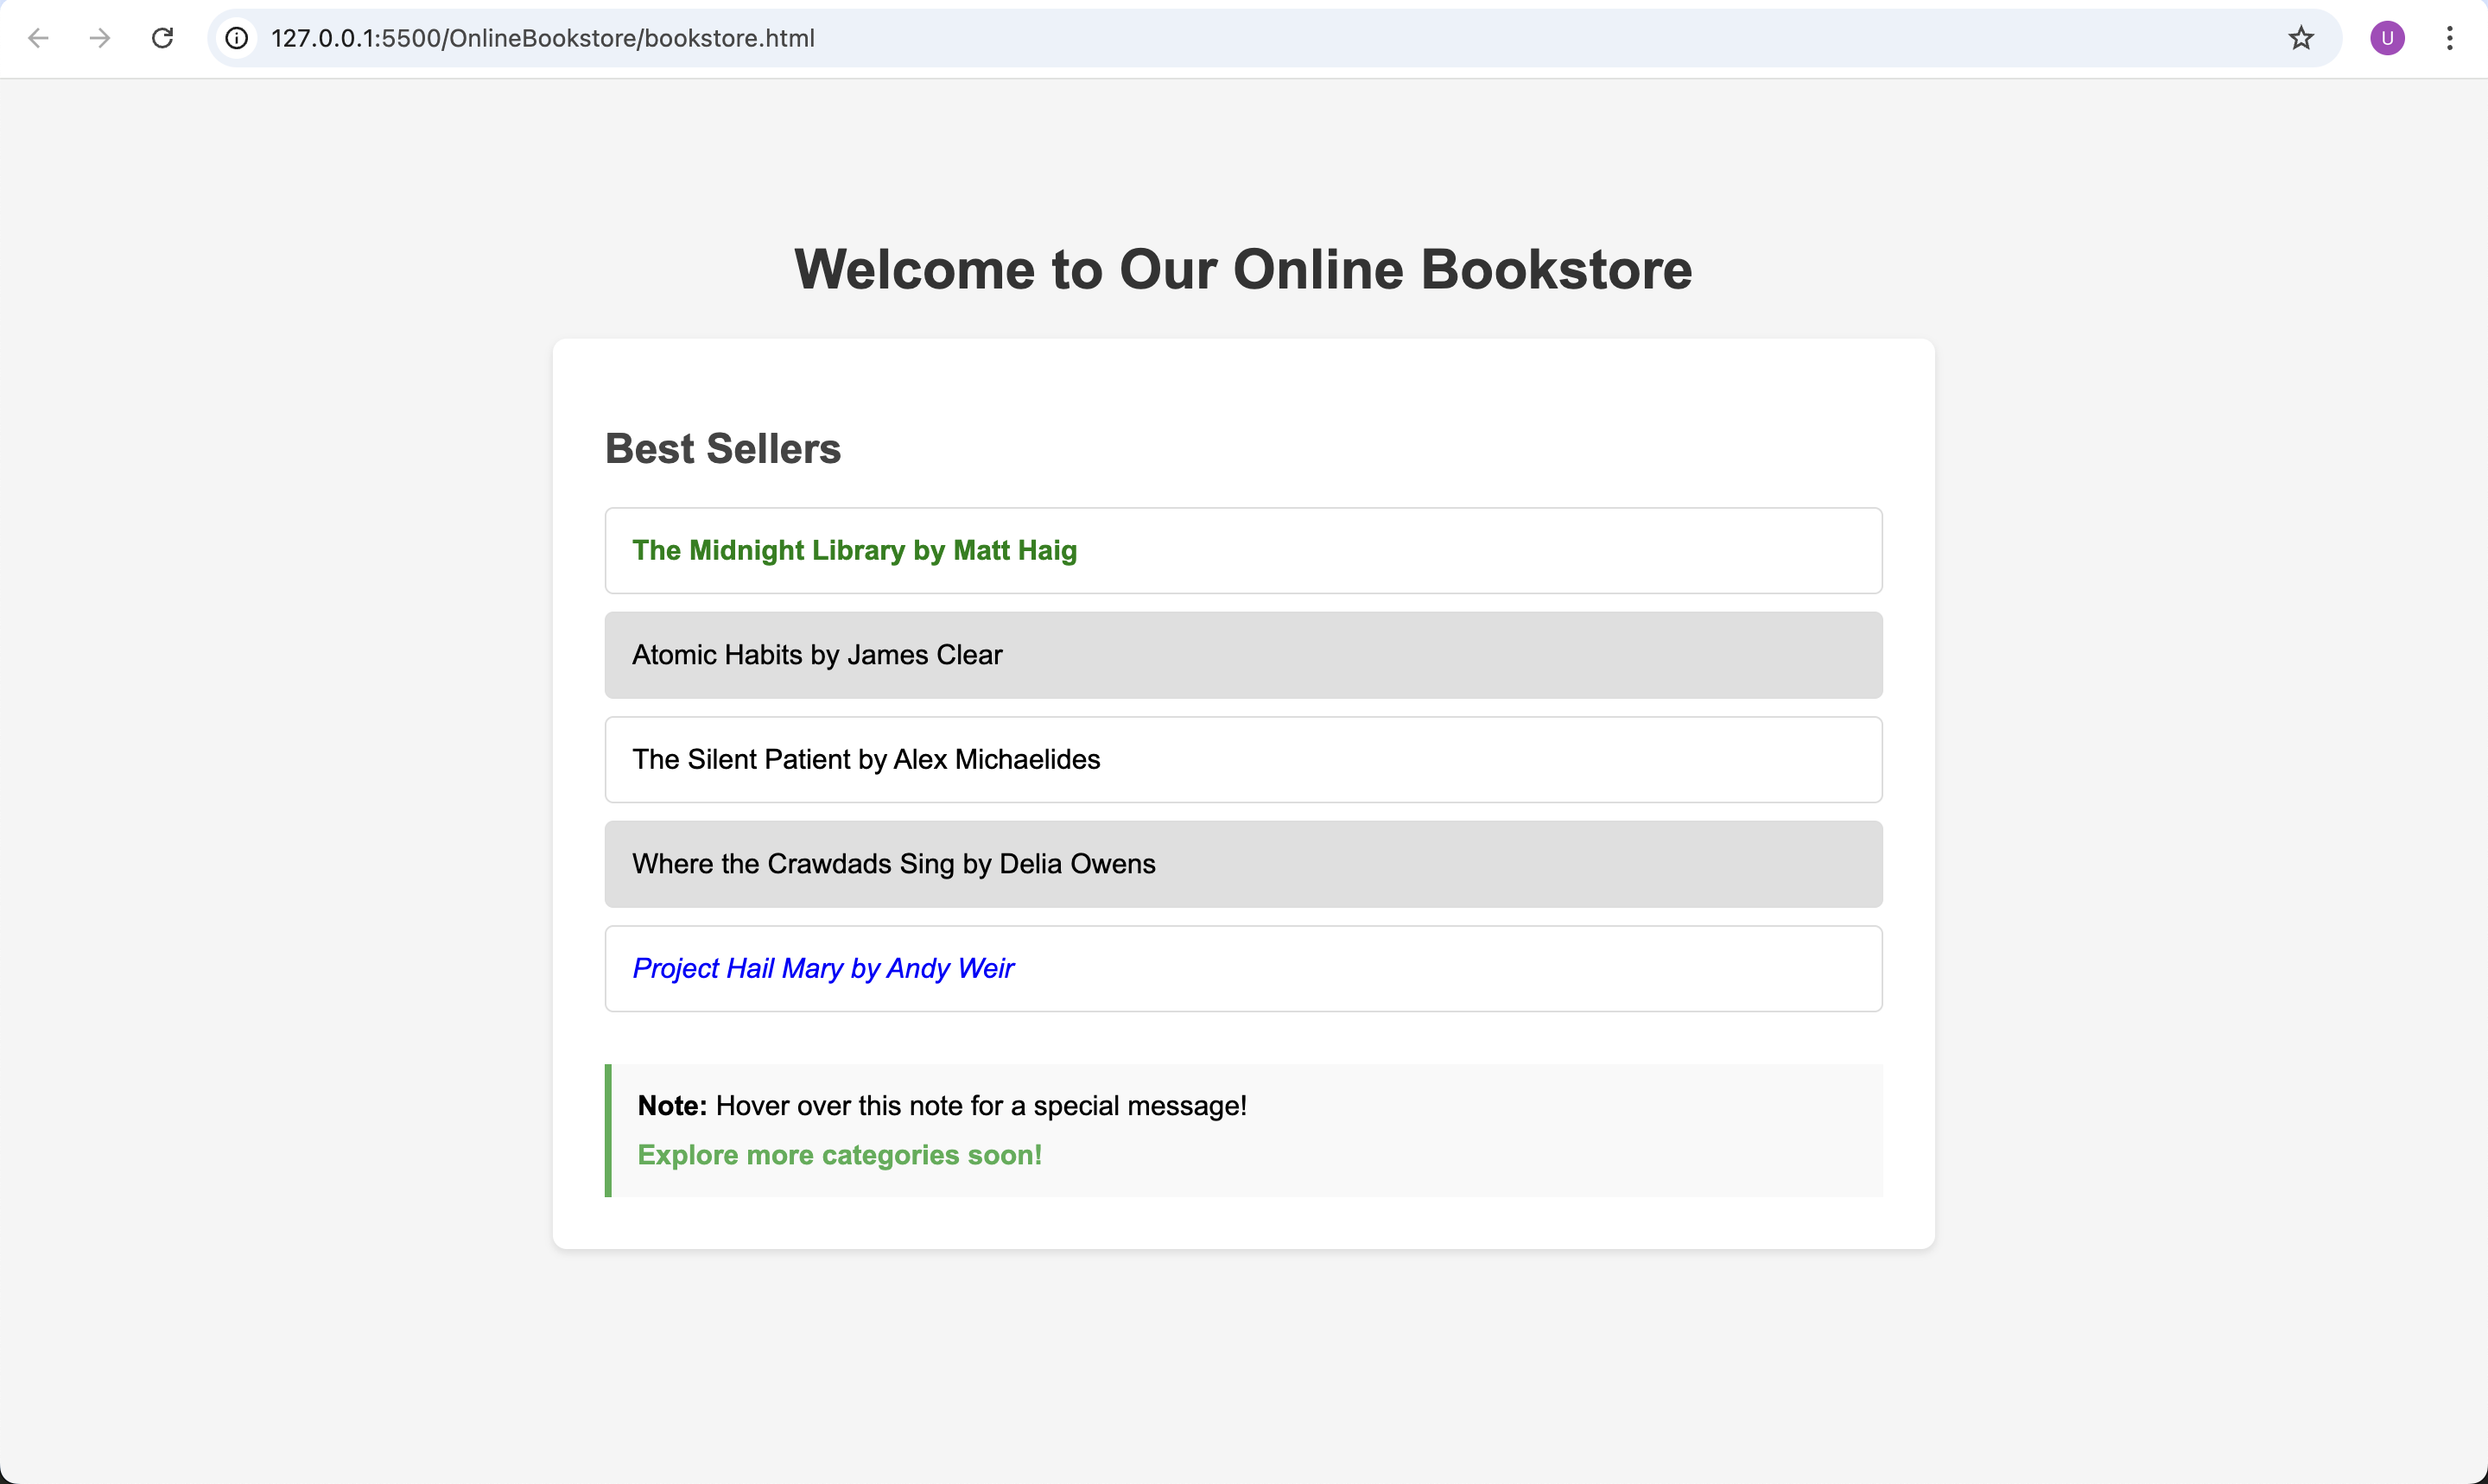 127.0.0.1:5500/OnlineBookstore/bookstore.html
U
Welcome to Our Online Bookstore
Best Sellers
The Midnight Library by Matt Haig
Atomic Habits by James Clear
The Silent Patient by Alex Michaelides
Where the Crawdads Sing by Delia Owens
Project Hail Mary by Andy Weir
Note: Hover over this note for a special message!
Explore more categories soon!